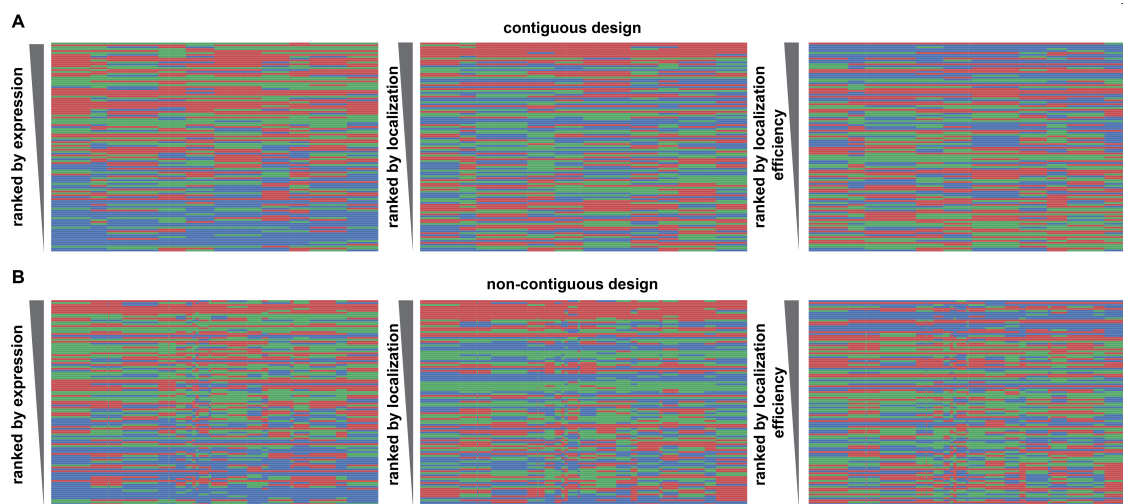 A
contiguous design
ranked by expression
ranked by localization
ranked by localization
efficiency
B
non-contiguous design
ranked by expression
ranked by localization
ranked by localization
efficiency